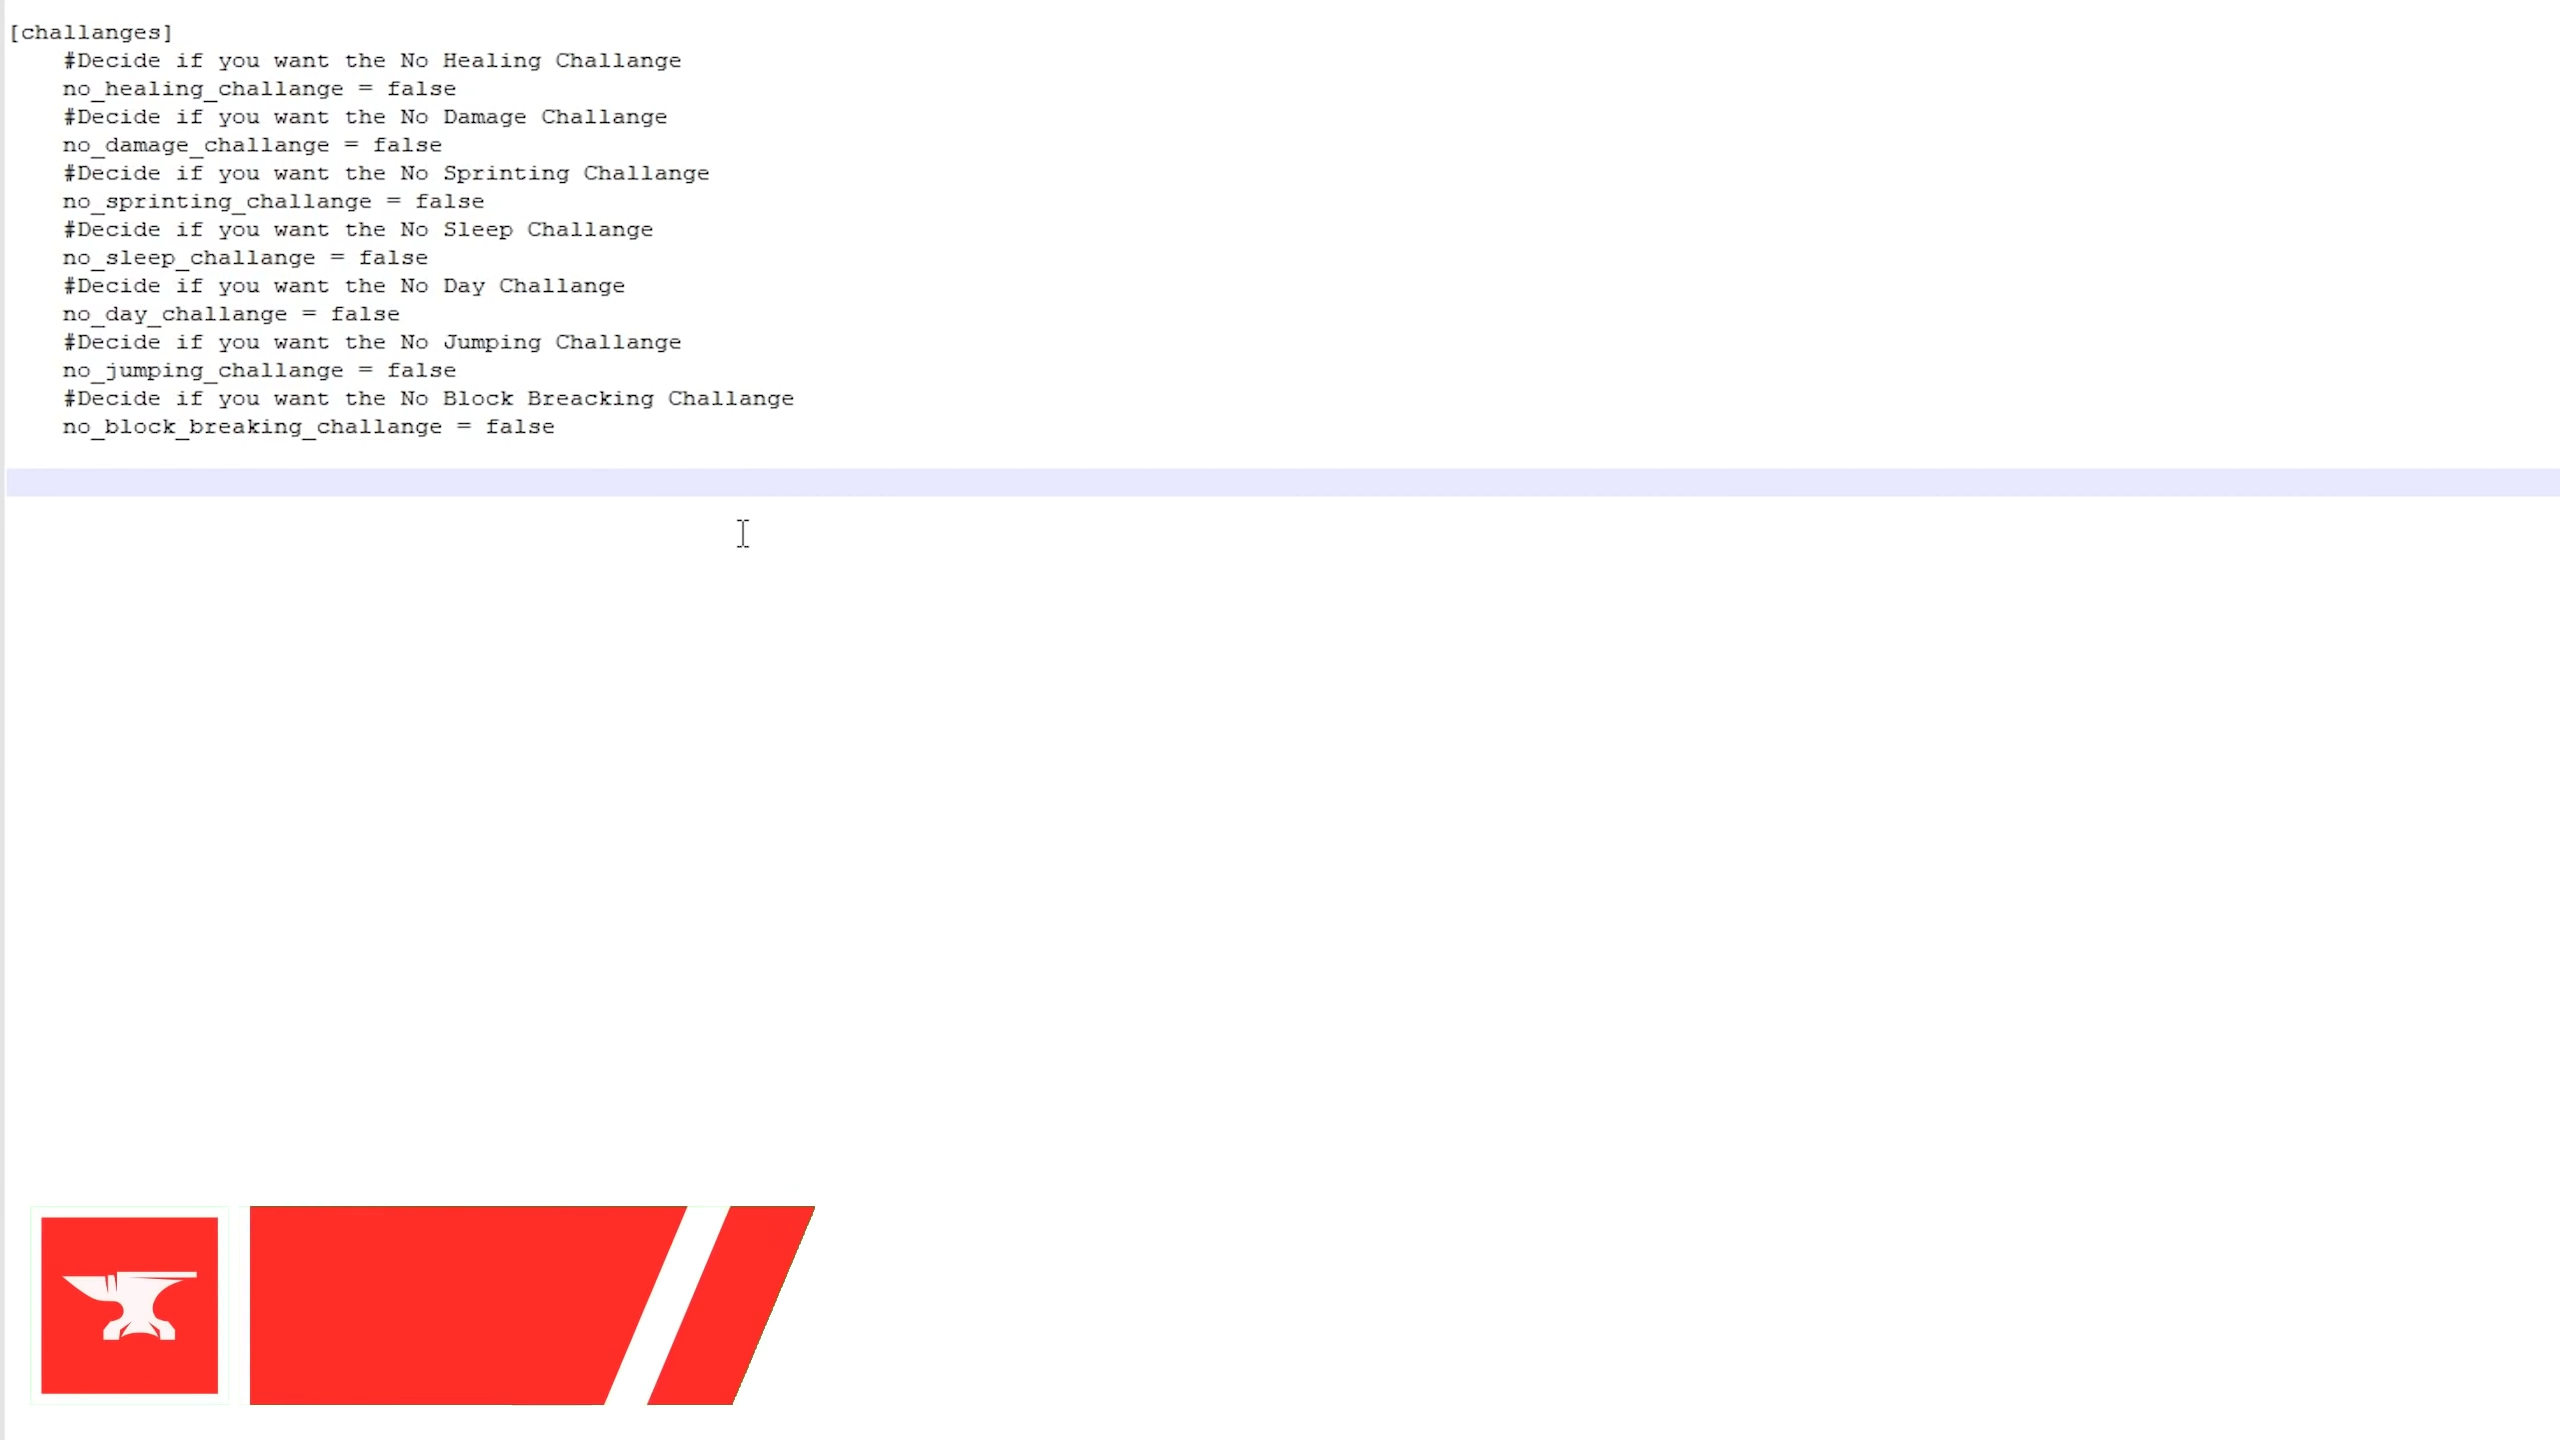 [challanges]
#Decide if you want the No Healing Challange
no_healing_challange = false
#Decide if you want the No Damage Challange
no_damage_challange = false
#Decide if you want the No Sprinting Challange
no_sprinting_challange = false
#Decide if you want the No Sleep Challange
no_sleep_challange = false
#Decide if you want the No Day Challange
no_day_challange = false
#Decide if you want the No Jumping Challange
no_jumping_challange = false
#Decide if you want the No Block Breacking Challange
no_block_breaking_challange = false